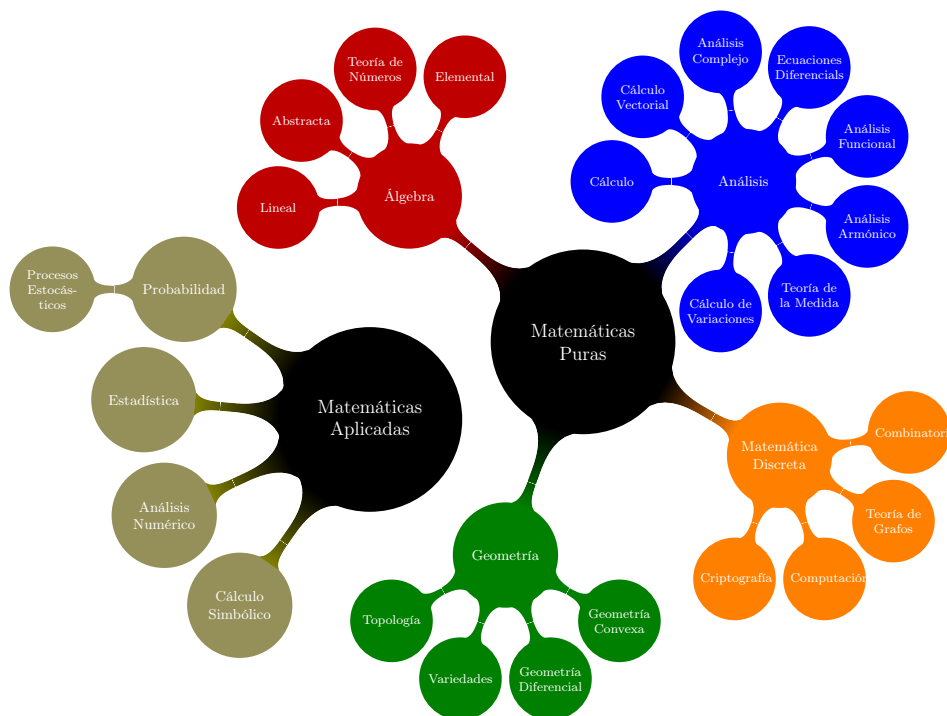 Teoría de
Números
Elemental
Abstracta
Lineal
Álgebra
Análisis
Complejo
Ecuaciones
Diferencials
Cálculo
Vectorial
Análisis
Funcional
Cálculo
Análisis
Análisis
Armónico
Cálculo de
Variaciones
Teoría de
la Medida
Procesos
Estocás-
ticos
Probabilidad
Estadística
Análisis
Numérico
Cálculo
Simbólico
Matemáticas
Aplicadas
Matemáticas
Puras
Matemática
Discreta
Combinatori
Teoría de
Grafos
Computación
Criptografía
Geometría
Topología
Variedades
Geometría
Diferencial
Geometría
Convexa